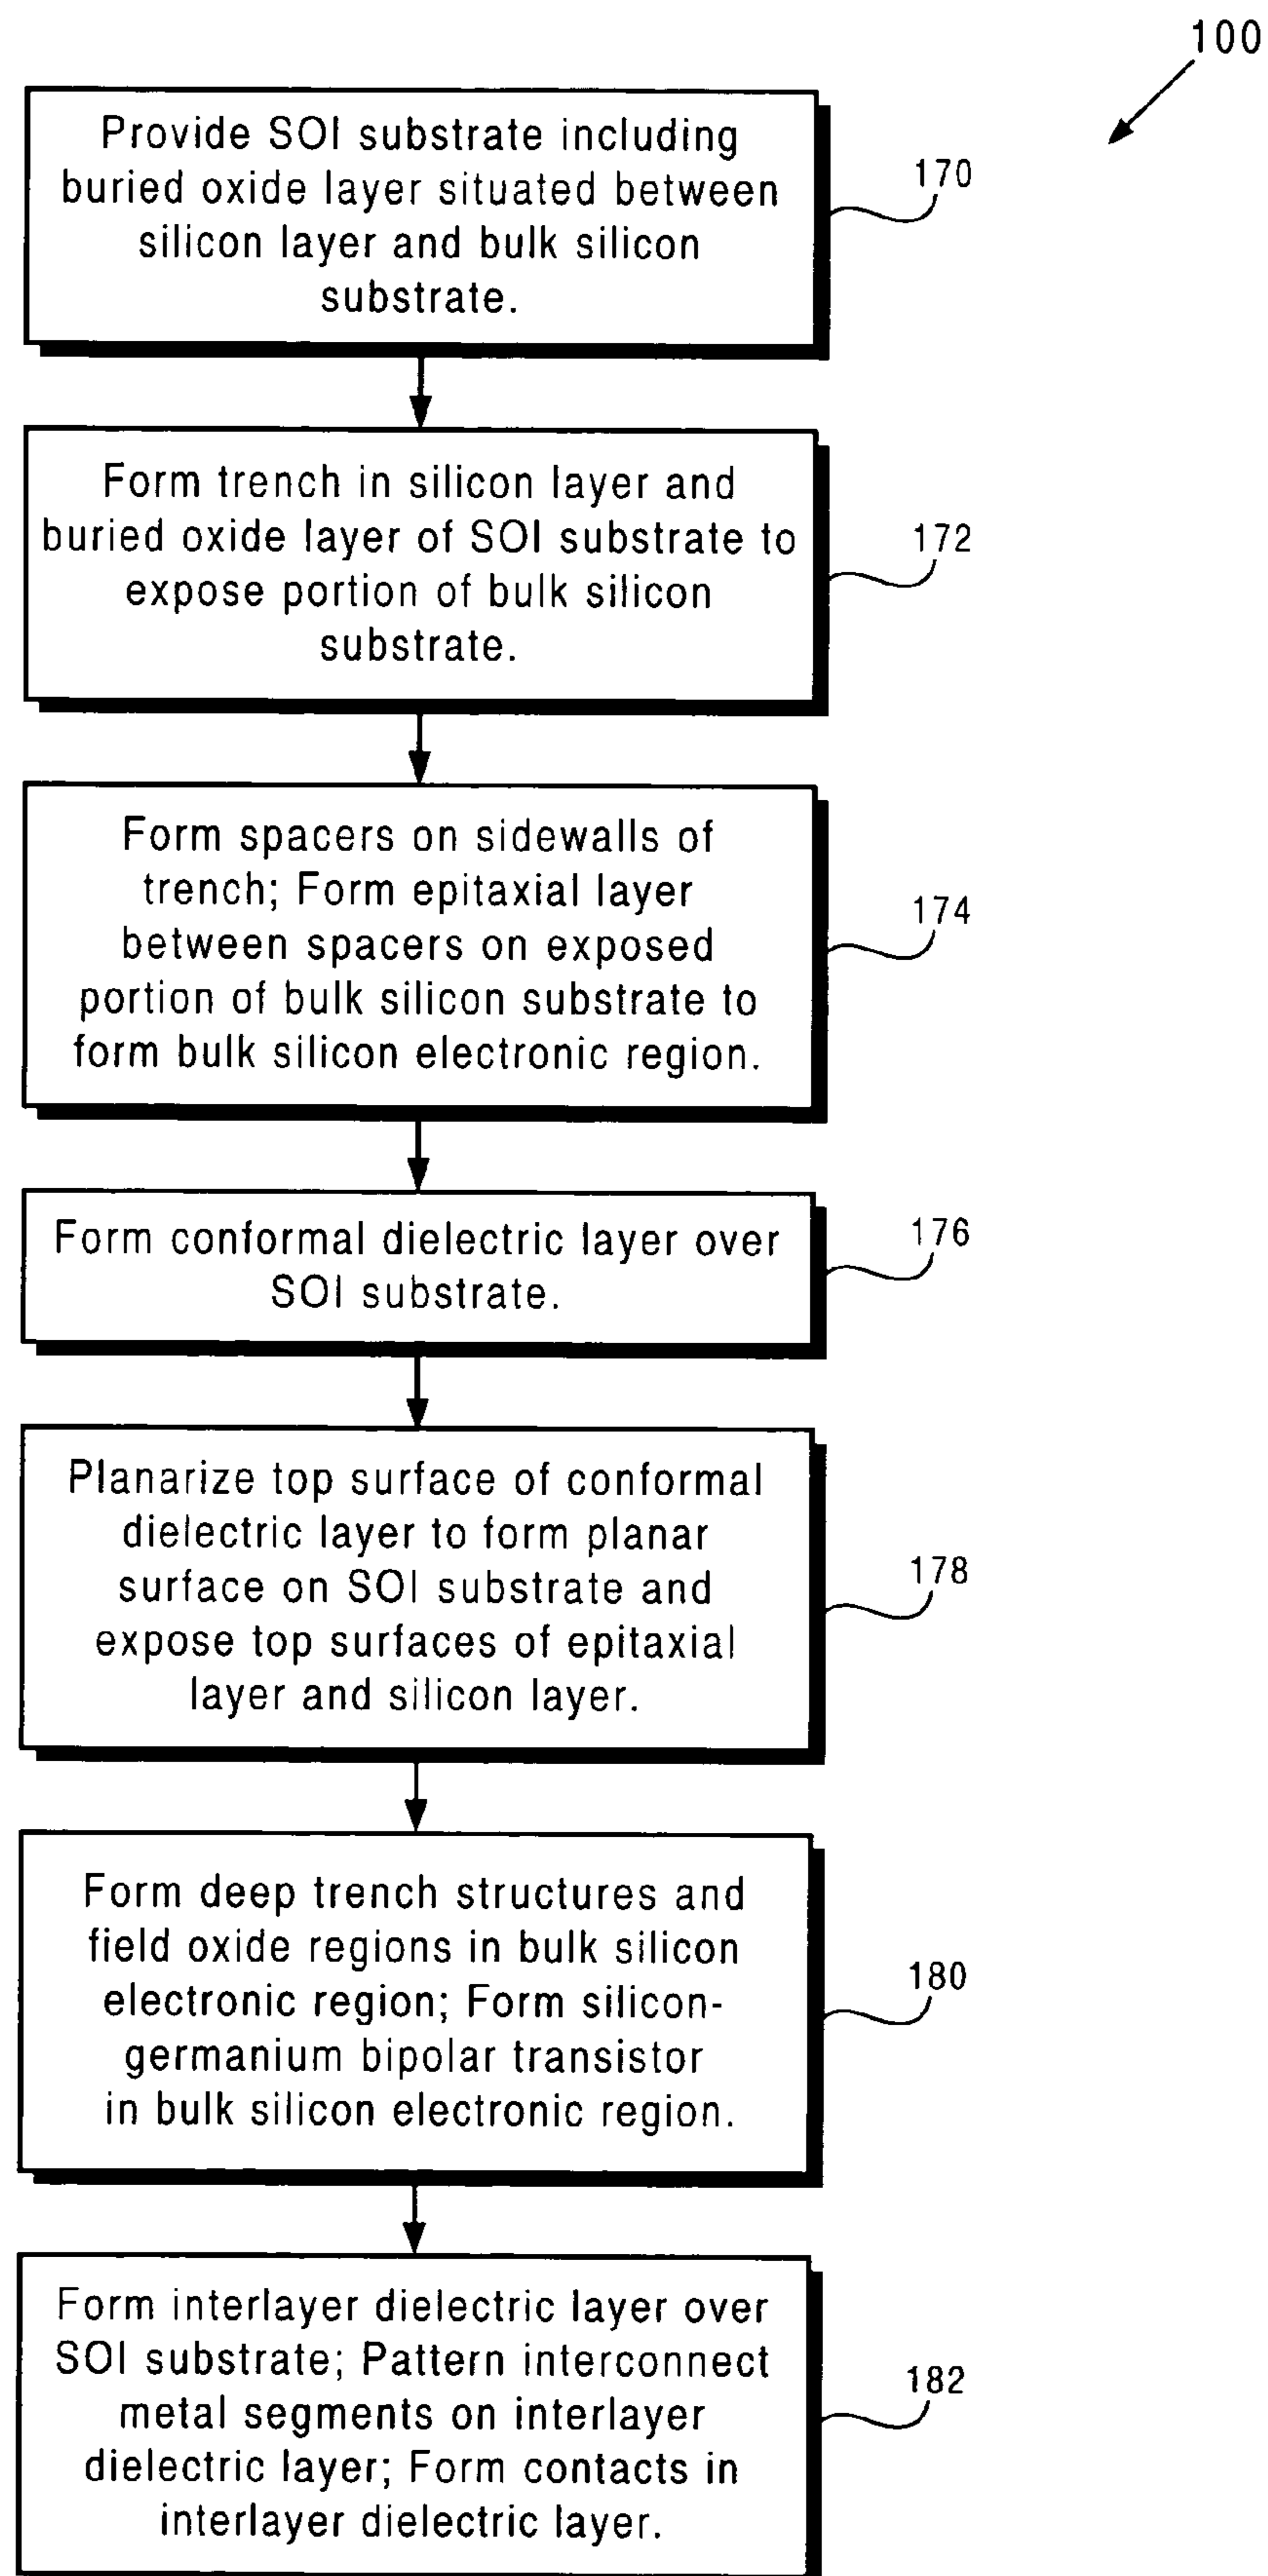 100
Provide SOI substrate including
buried oxide layer situated between
silicon layer and bulk silicon
substrate.
170
Form trench in silicon layer and
buried oxide layer of SOI substrate to
expose portion of bulk silicon
substrate.
172
Form spacers on sidewalls of
trench; Form epitaxial layer
between spacers on exposed
portion of bulk silicon substrate to
form bulk silicon electronic region.
174
Form conformal dielectric layer over
SOI substrate.
176
Planarize top surface of conformal
dielectric layer to form planar
surface on SOI substrate and
expose top surfaces of epitaxial
layer and silicon layer.
178
Form deep trench structures and
field oxide regions in bulk silicon
electronic region; Form silicon-
germanium bipolar transistor
in bulk silicon electronic region.
180
Form interlayer dielectric layer over
SOI substrate; Pattern interconnect
metal segments on interlayer
dielectric layer; Form contacts in
interlayer dielectric layer.
182